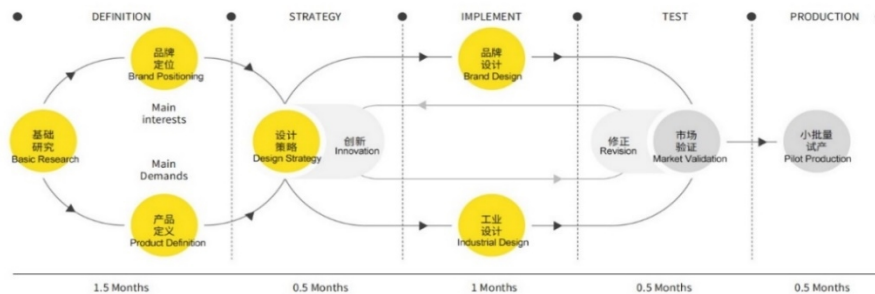 DEFINITION
STRATEGY
IMPLEMENT
TEST
PRODUCTION
品牌
定位
Brand Positioning
Main
interests
基础
研究
Basic Research
Main
Demands
产品
定义
Product Definition
设计
策略
Design Strategy
创新
Innovation
品牌
设计
Brand Design
工业
设计
Industrial Design
修正
Revision
市场
验证
Market Validation
小批量
试产
Pilot Production
1.5 Months
0.5 Months
1 Months
0.5 Months
0.5 Months